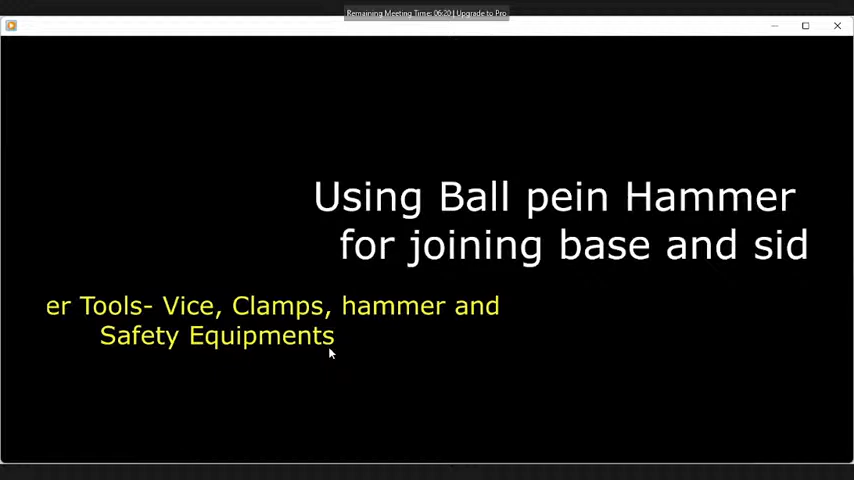 Remaining Meeting Time: 06:20 | Upgrade to Pro
Using Ball pein Hammer
for joining base and sid
er Tools- Vice, Clamps, hammer and
Safety Equipments